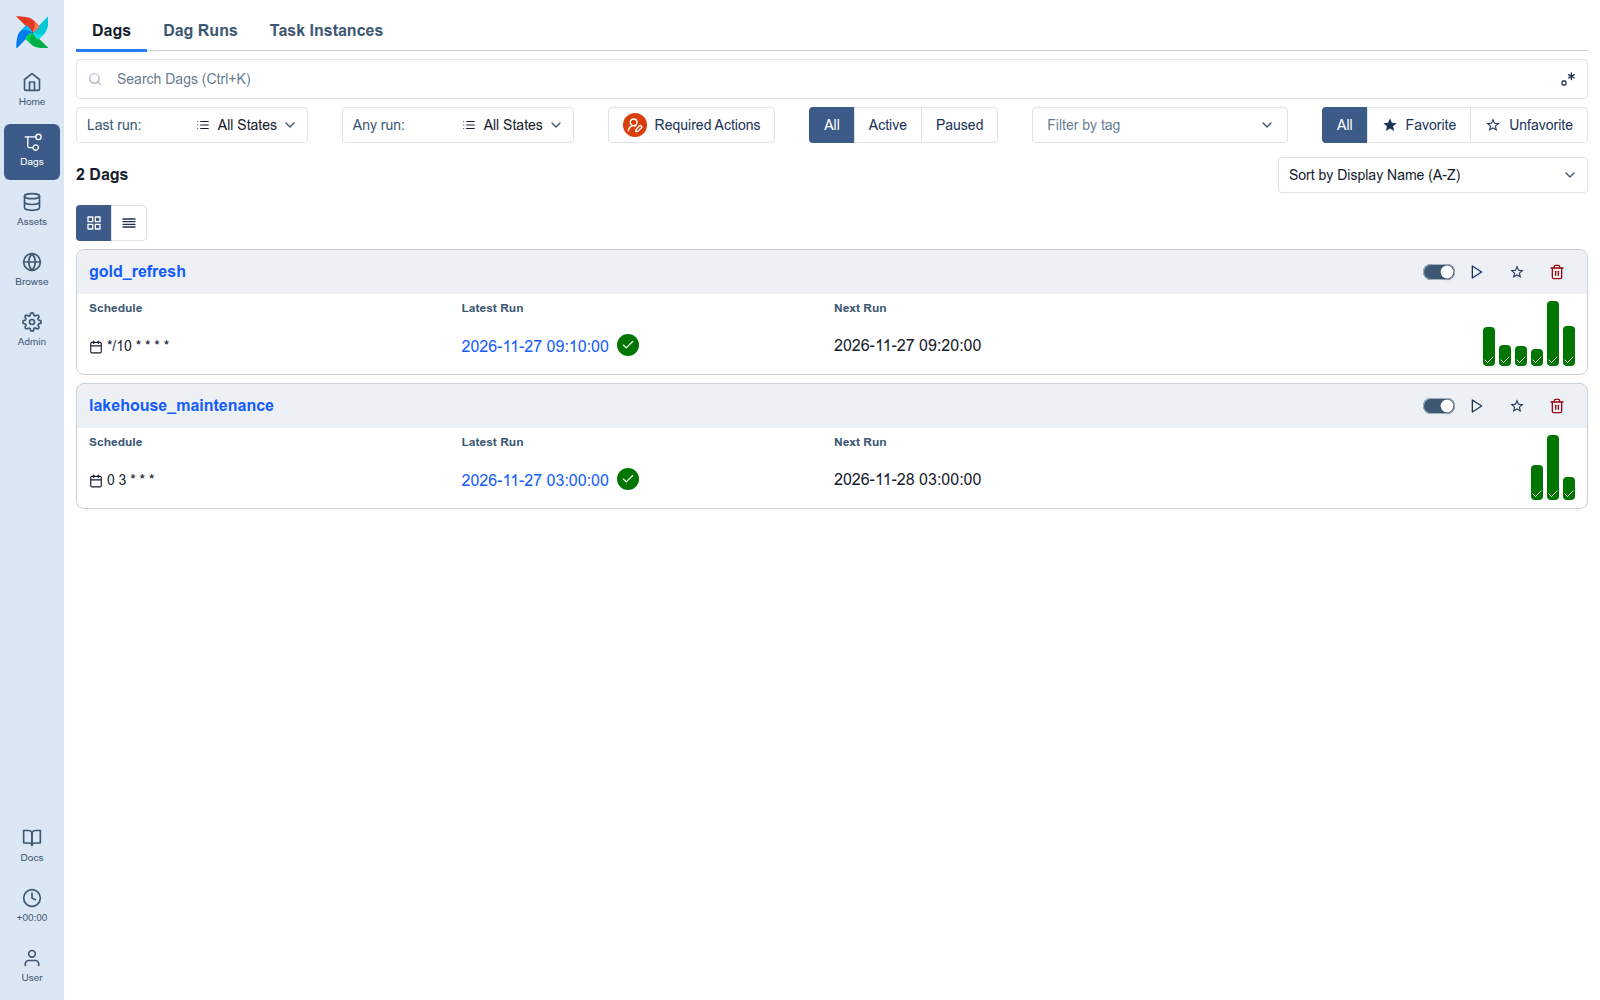 Dags Dag Runs Task Instances
Search Dags (Ctrl+K)
.*
Last run: All States Any run: All States Required Actions All Active Paused Filter by tag All Favorite Unfavorite
2 Dags Sort by Display Name (A-Z)
gold_refresh
Schedule Latest Run Next Run
*/10 * * * * 2026-11-27 09:10:00 2026-11-27 09:20:00
lakehouse_maintenance
Schedule Latest Run Next Run
0 3 * * * 2026-11-27 03:00:00 2026-11-28 03:00:00
Home
Dags
Assets
Browse
Admin
Docs
+00:00
User